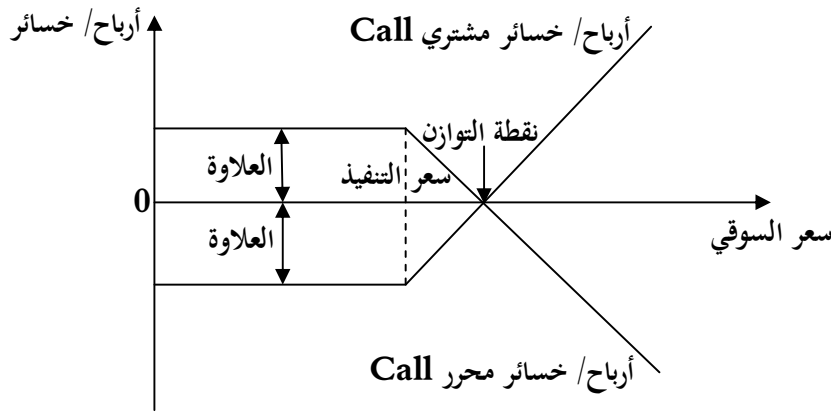 أرباح/ خسائر
أرباح/ خسائر مشتري Call
نقطة التوازن
العلاوة
سعر التنفيذ
0
العلاوة
سعر السوقي
أرباح/ خسائر محرر Call